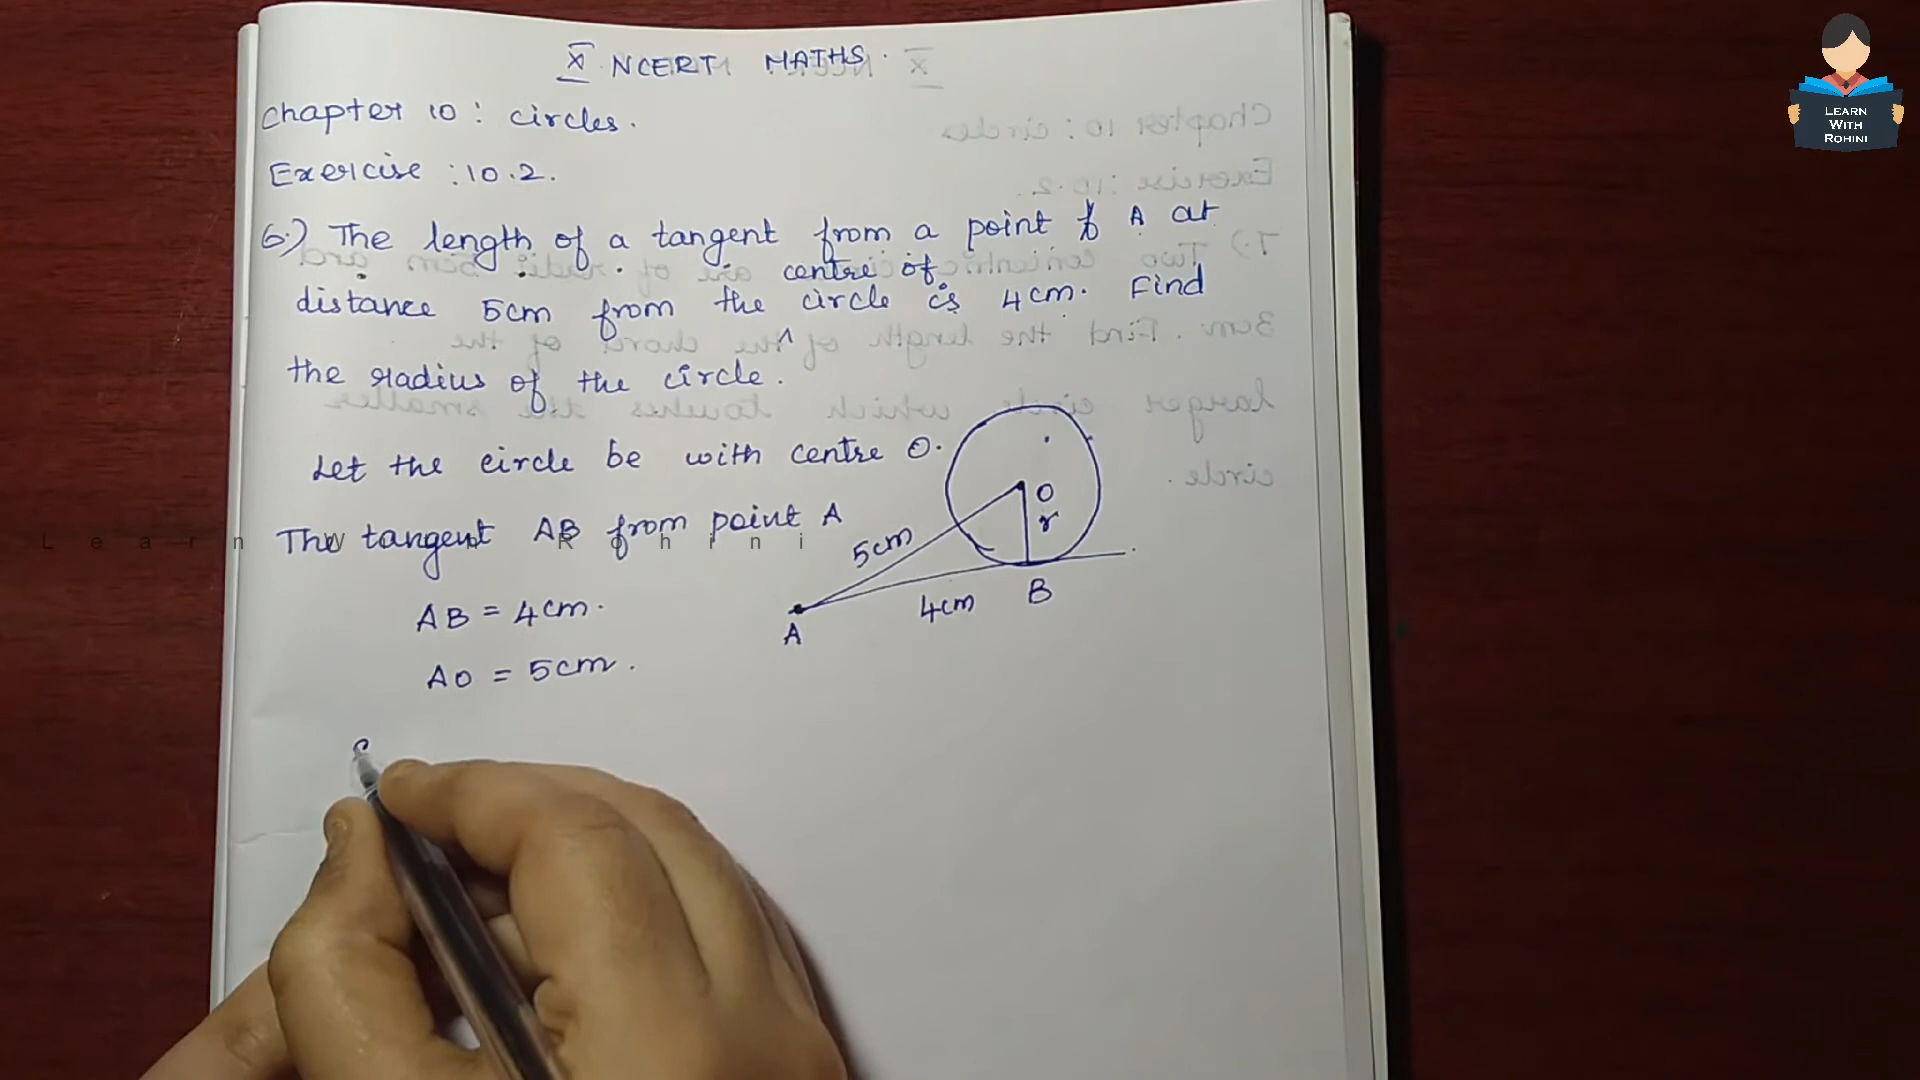 X NCERT MATHS.
Chapter 10 : circles.
Exercise : 10.2.
6.) The length of a tangent from a point A at
centre of
distance 5cm from the circle is 4cm. Find
the radius of the circle.
Let the circle be with centre O.
The tangent AB from point A
AB = 4cm.
AO = 5cm.
O
r
5cm
4cm
B
A
LEARN
WITH
ROHINI